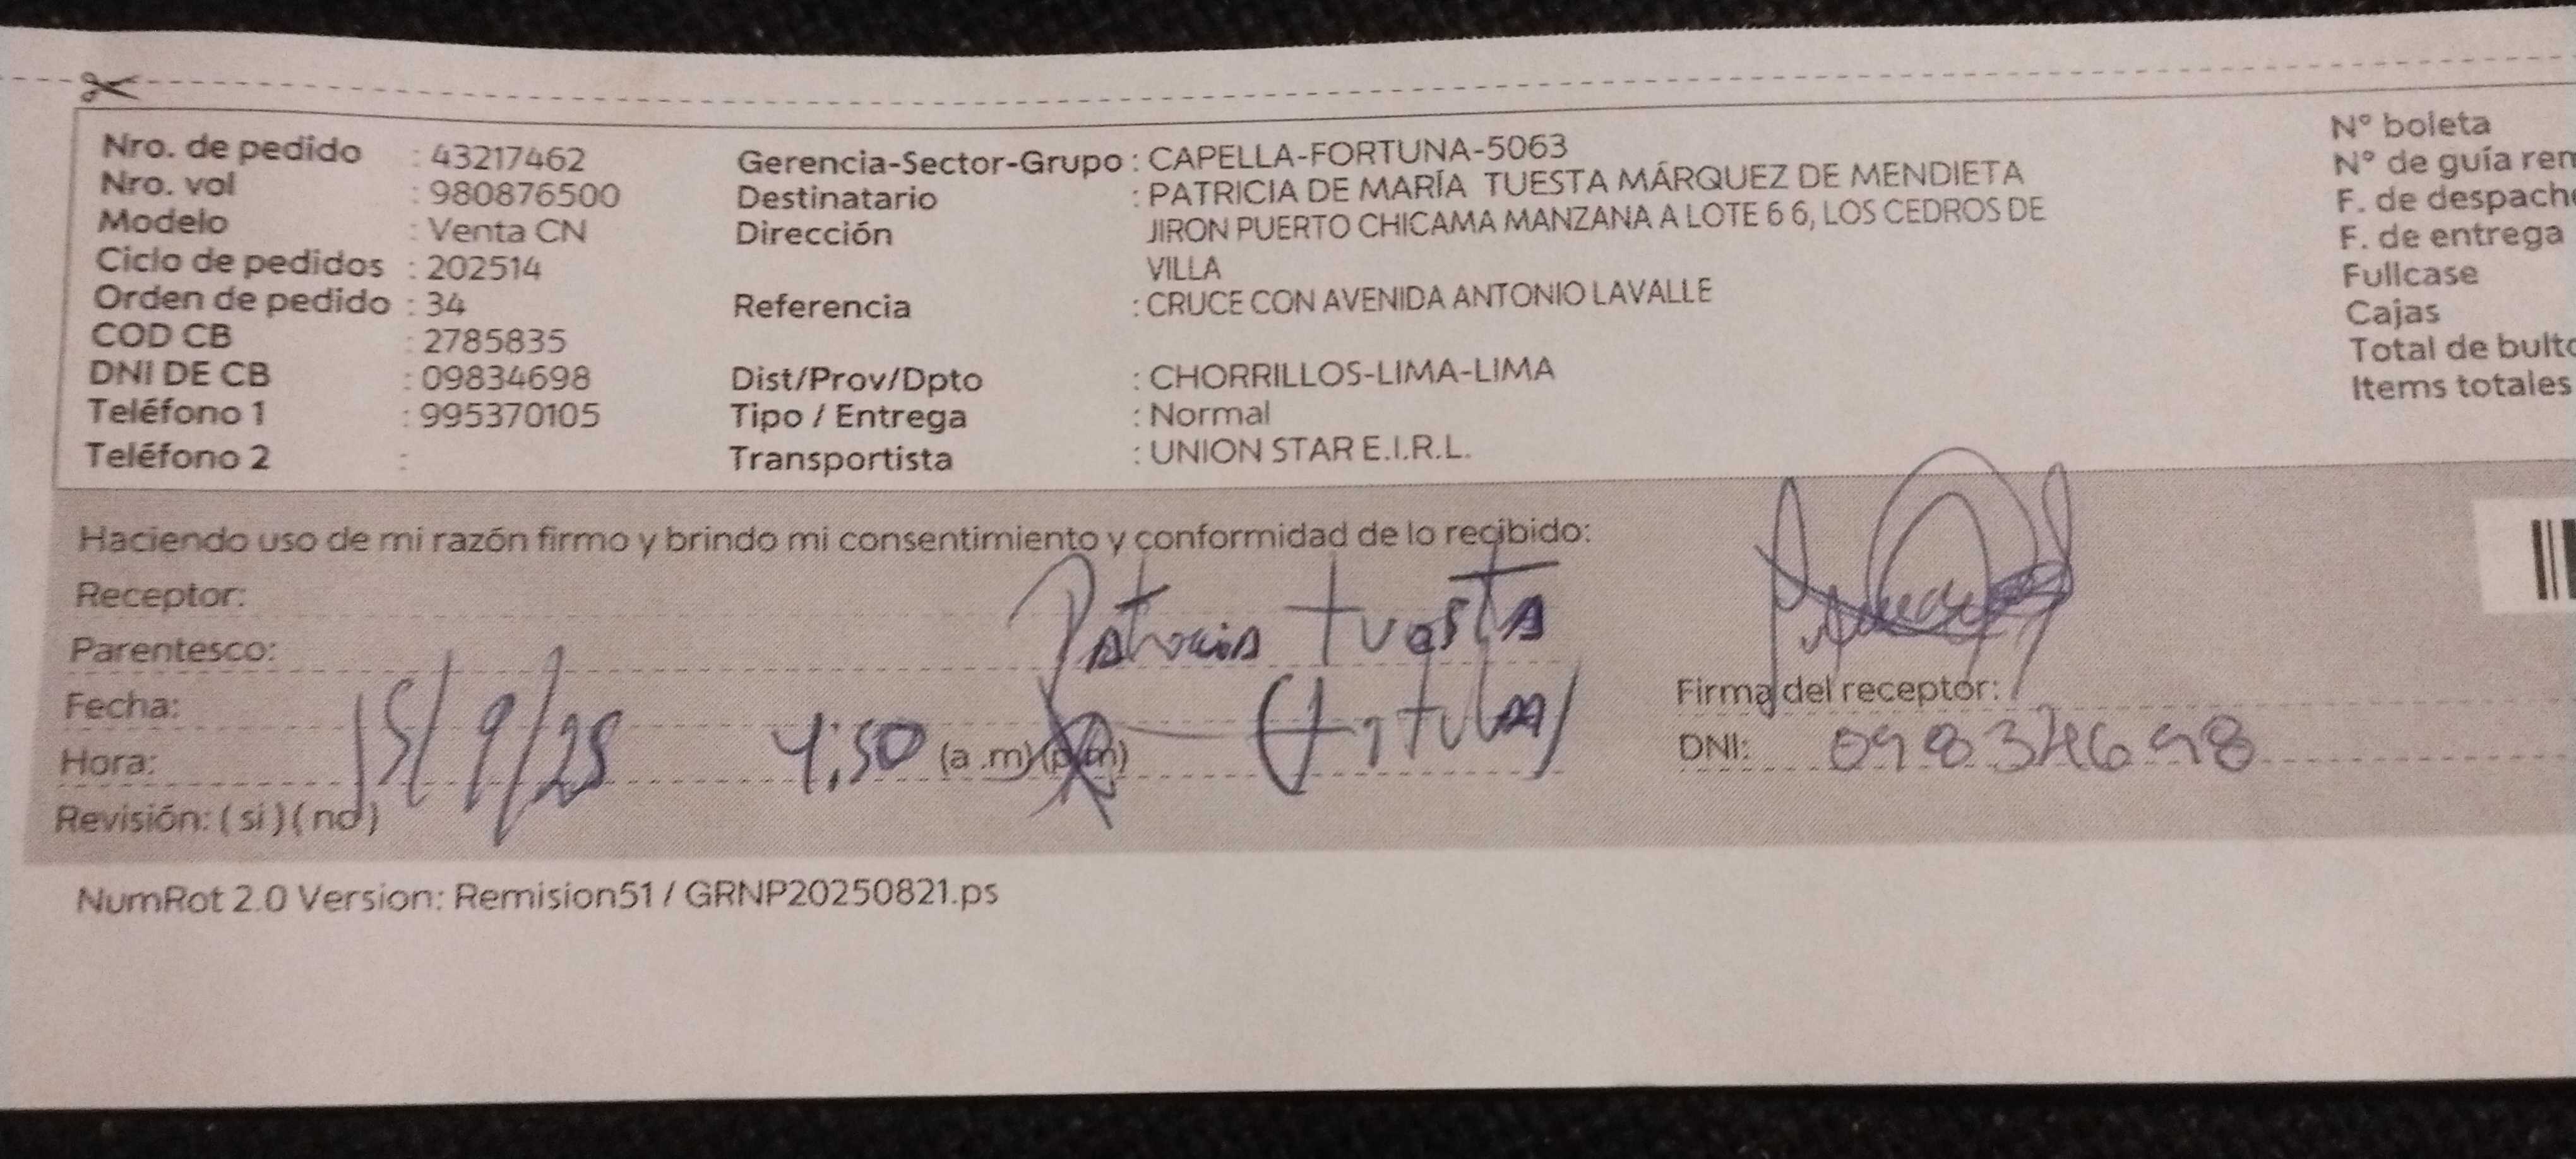 Nro. de pedido : 43217462
Nro. vol : 980876500
Modelo : Venta CN
Ciclo de pedidos : 202514
Orden de pedido : 34
COD CB : 2785835
DNI DE CB : 09834698
Teléfono 1 : 995370105
Teléfono 2 :
Gerencia-Sector-Grupo : CAPELLA-FORTUNA-5063
Destinatario : PATRICIA DE MARÍA TUESTA MÁRQUEZ DE MENDIETA
Dirección JIRON PUERTO CHICAMA MANZANA A LOTE 6 6, LOS CEDROS DE
VILLA
Referencia : CRUCE CON AVENIDA ANTONIO LAVALLE
Dist/Prov/Dpto : CHORRILLOS-LIMA-LIMA
Tipo / Entrega : Normal
Transportista : UNION STAR E.I.R.L.
N° boleta
N° de guía rem
F. de despach
F. de entrega
Fullcase
Cajas
Total de bult
Items totales
Haciendo uso de mi razón firmo y brindo mi consentimiento y conformidad de lo recibido:
Receptor: Patricia tuesta
Parentesco: (titular)
Fecha: 15/9/25
Hora: 4:50 (a .m) (p.m)
Revisión: ( si ) ( no )
Firma del receptor:
DNI: 09834698
NumRot 2.0 Version: Remision51 / GRNP20250821.ps